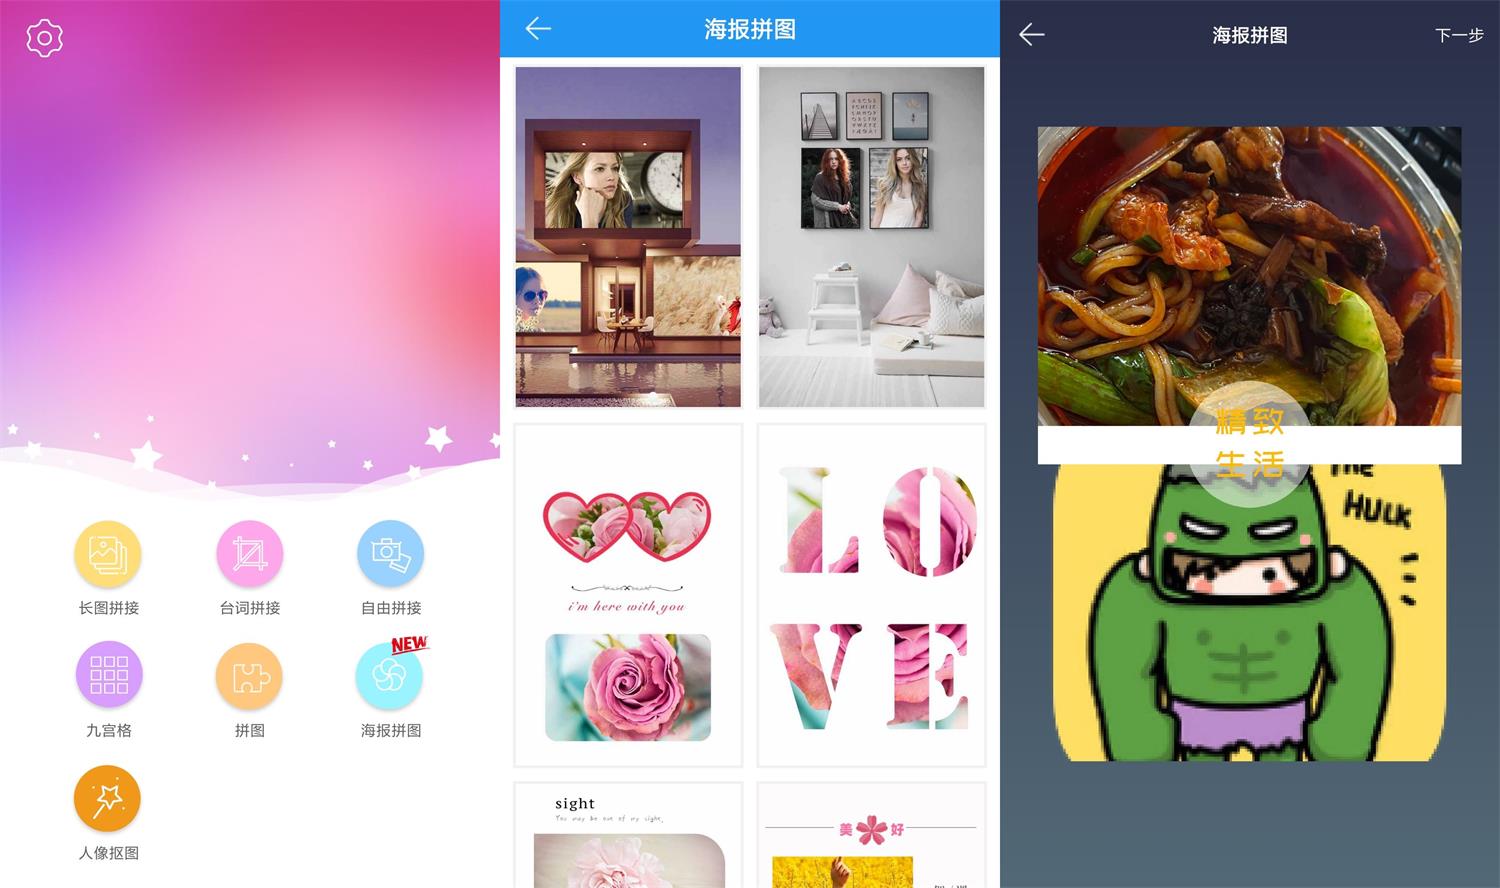 长图拼接
台词拼接
自由拼接
NEW
九宫格
拼图
海报拼图
人像抠图
海报拼图
i'm here with you
LO
VE
sight
You may be out of my sight,
美 好
海报拼图
下一步
精致
生活
THE
HULK